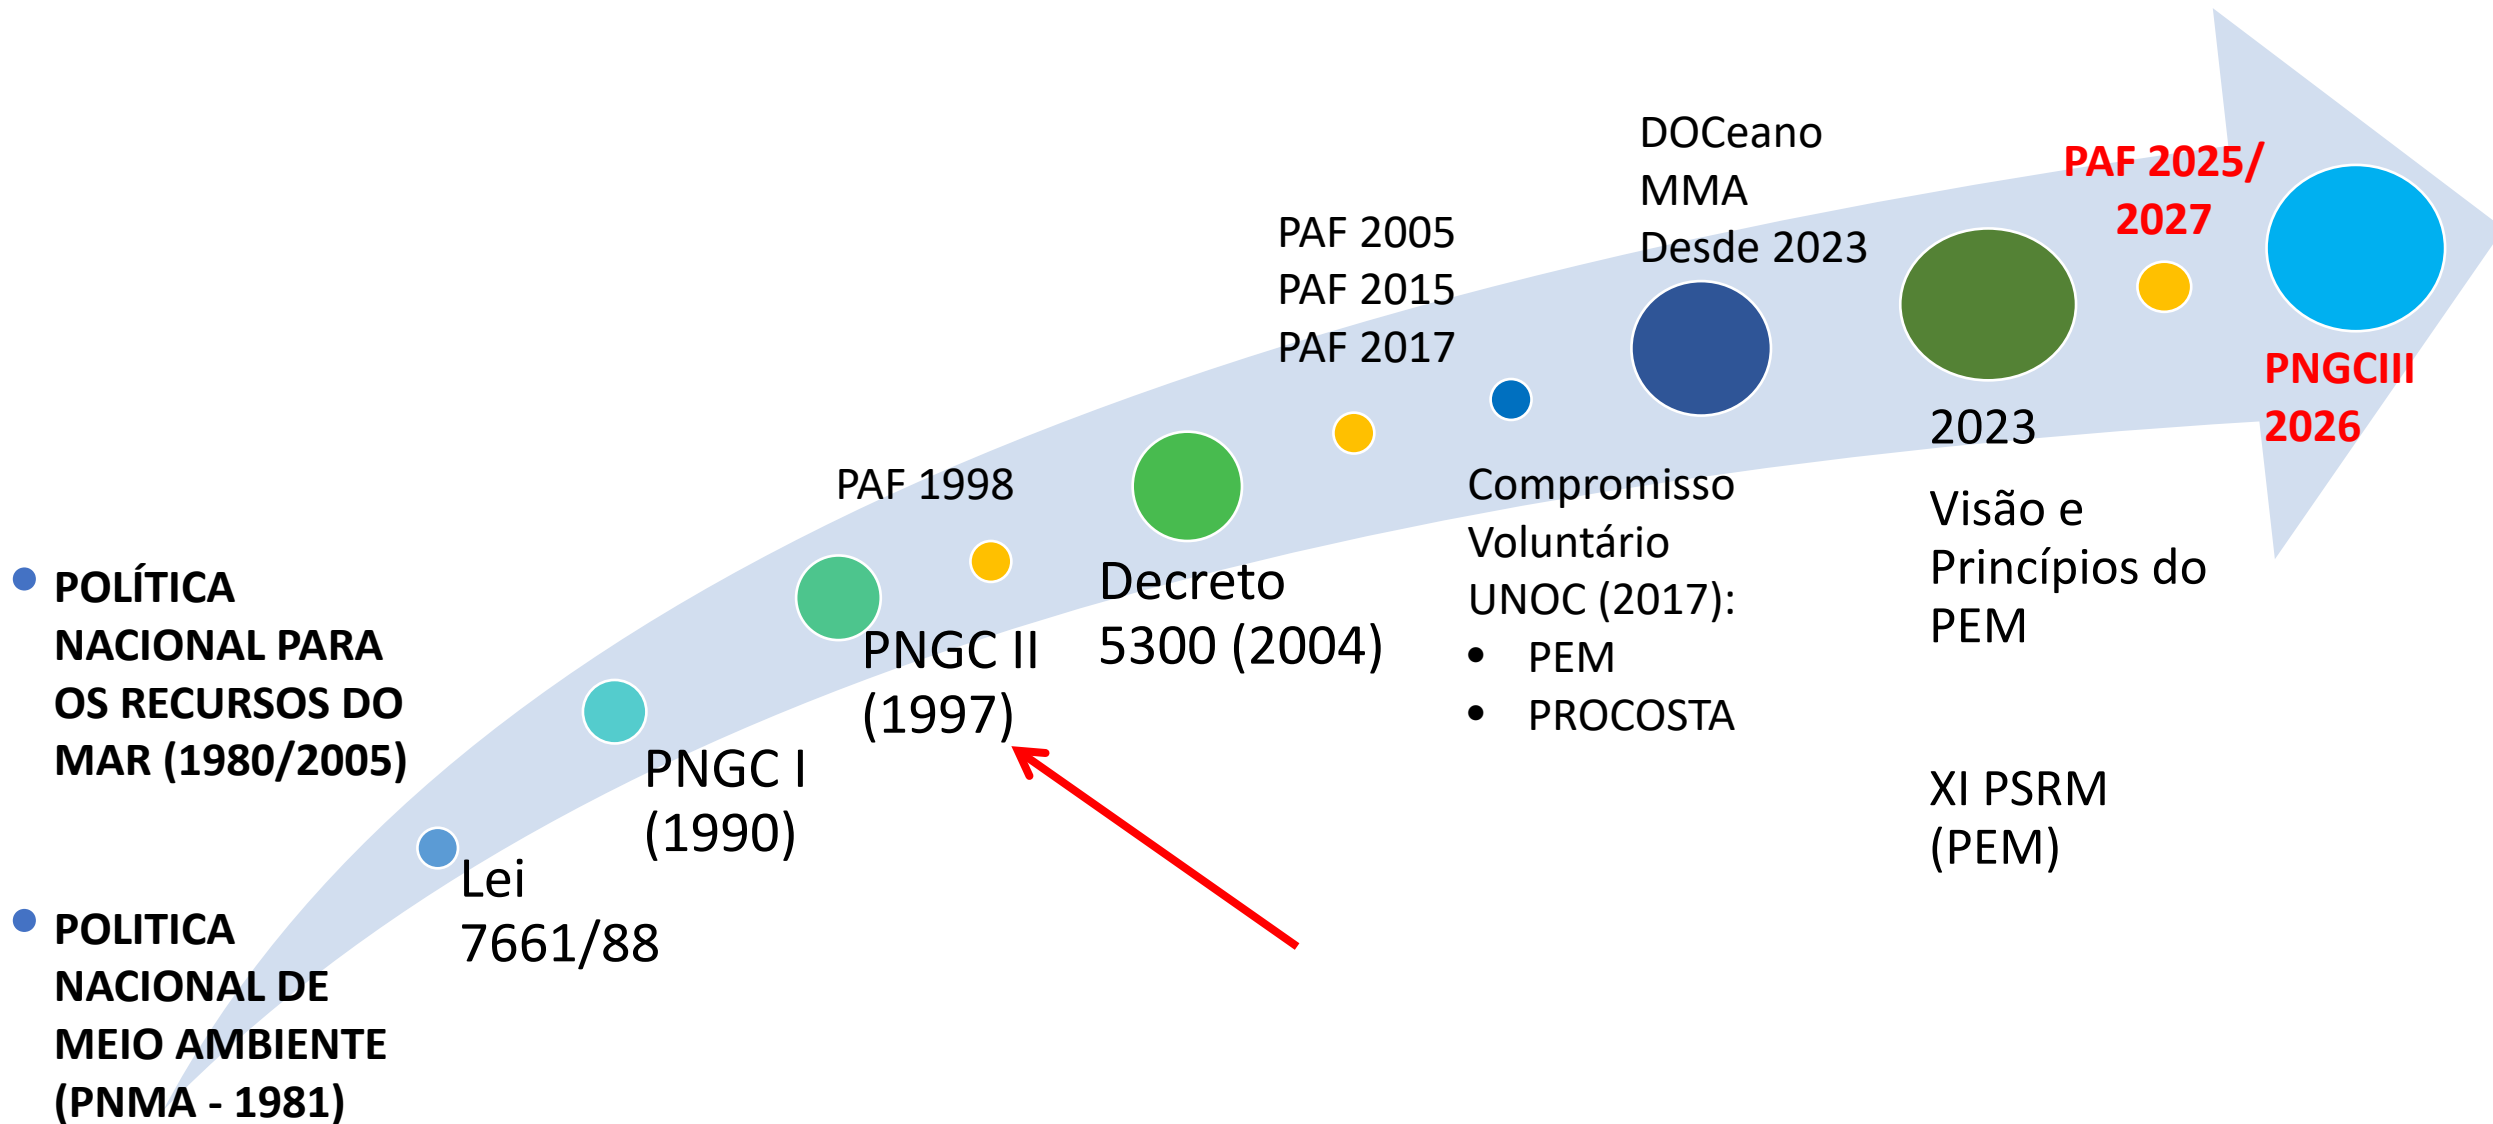 POLÍTICA
NACIONAL PARA
OS RECURSOS DO
MAR (1980/2005)
POLITICA
NACIONAL DE
MEIO AMBIENTE
(PNMA - 1981)
Lei
7661/88
PNGC I
(1990)
PNGC II
(1997)
PAF 1998
Decreto
5300 (2004)
PAF 2005
PAF 2015
PAF 2017
Compromisso
Voluntário
UNOC (2017):
• PEM
• PROCOSTA
DOCeano
MMA
Desde 2023
2023
Visão e
Princípios do
PEM
XI PSRM
(PEM)
PAF 2025/
2027
PNGCIII
2026